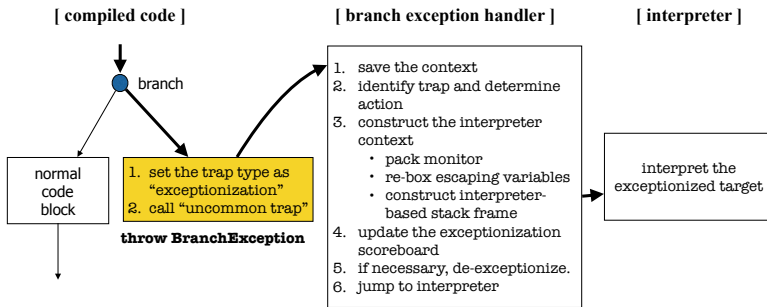 [ compiled code ]
[ branch exception handler ]
[ interpreter ]
branch
normal
code
block
1. set the trap type as
“exceptionization”
2. call “uncommon trap”
throw BranchException
1. save the context
2. identify trap and determine
action
3. construct the interpreter
context
• pack monitor
• re-box escaping variables
• construct interpreter-
based stack frame
4. update the exceptionization
scoreboard
5. if necessary, de-exceptionize.
6. jump to interpreter
interpret the
exceptionized target